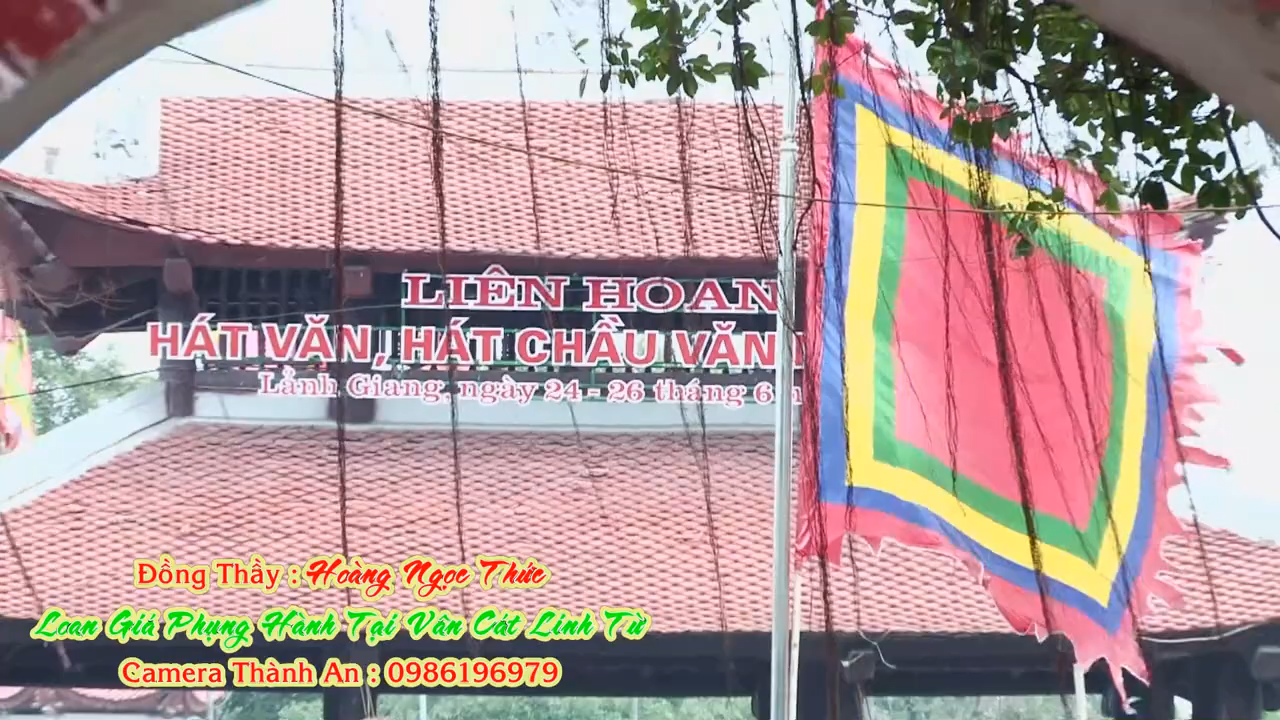 LIÊN HOAN
HÁT VĂN, HÁT CHẦU VĂN
Lảnh Giang, ngày 24 - 26 tháng 6
Đồng Thầy : Hoàng Ngọc Thức
Loan Giá Phụng Hành Tại Vân Cát Linh Từ
Camera Thành An : 0986196979